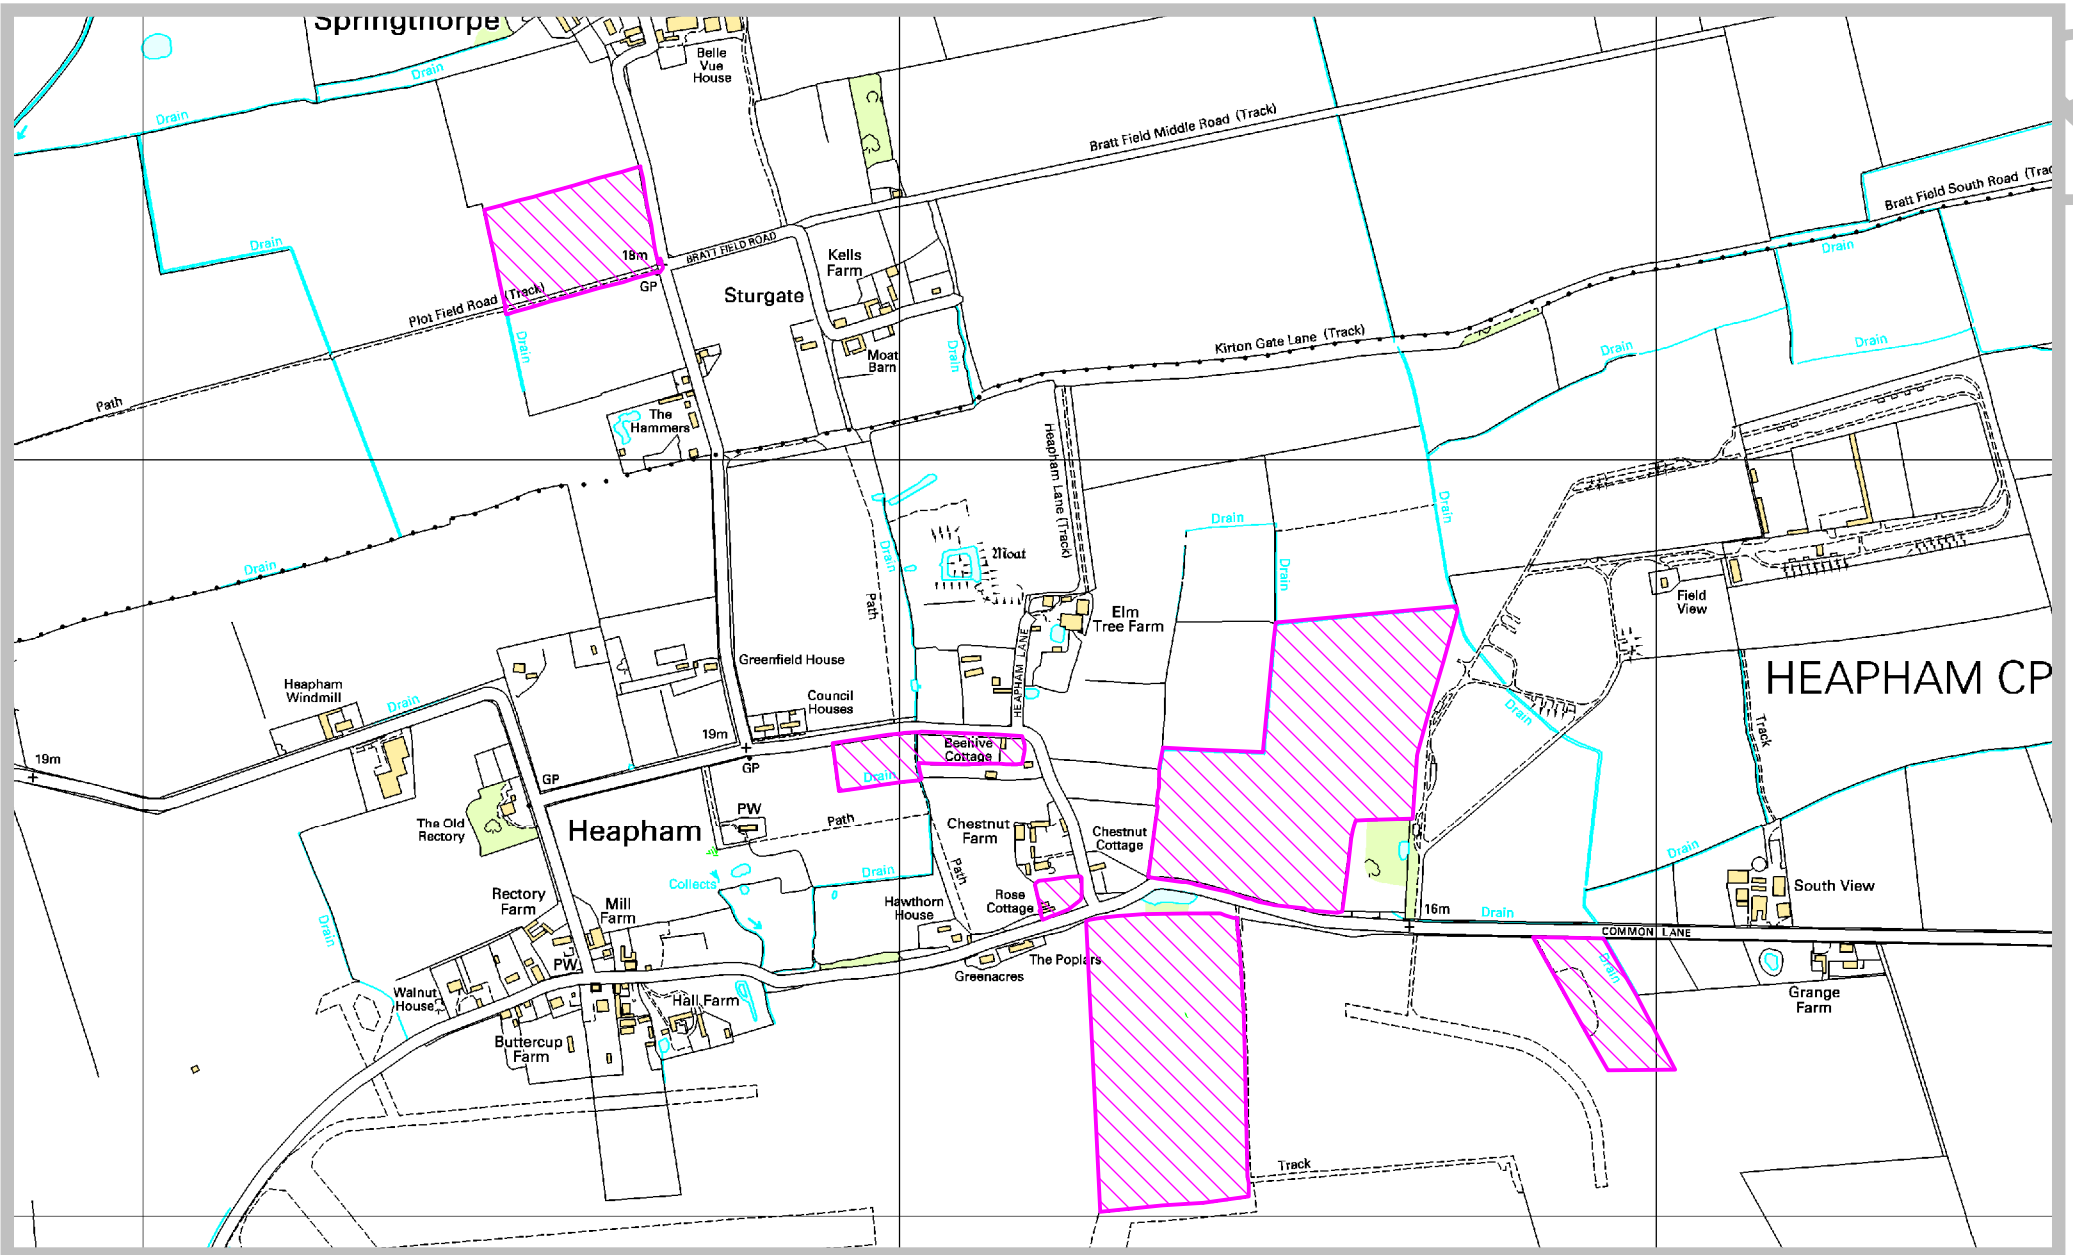 Springthorpe
Belle
Vue
House
Drain
Drain
Bratt Field Middle Road (Track)
Bratt Field South Road (Trac
Drain
Drain
18m
BRATT FIELD ROAD
Kells
Farm
GP
Sturgate
Plot Field Road (Track)
Drain
Moat
Barn
Drain
Kirton Gate Lane (Track)
Drain
Drain
Path
The
Hammers
Heapham Lane (Track)
Drain
Drain
Drain
Moat
Drain
Drain
Path
Elm
Tree Farm
Field
View
HEAPHAM LANE
Greenfield House
Heapham
Windmill
Drain
Council
Houses
HEAPHAM CP
Drain
Track
19m
19m
GP
GP
Beehive
Cottage
Drain
The Old
Rectory
Heapham
PW
Path
Chestnut
Farm
Chestnut
Cottage
Drain
Collects
Drain
Path
South View
Rectory
Farm
Mill
Farm
Hawthorn
House
Rose
Cottage
16m
Drain
COMMON LANE
Drain
PW
The Poplars
Greenacres
Drain
Walnut
House
Hall Farm
Grange
Farm
Buttercup
Farm
Track